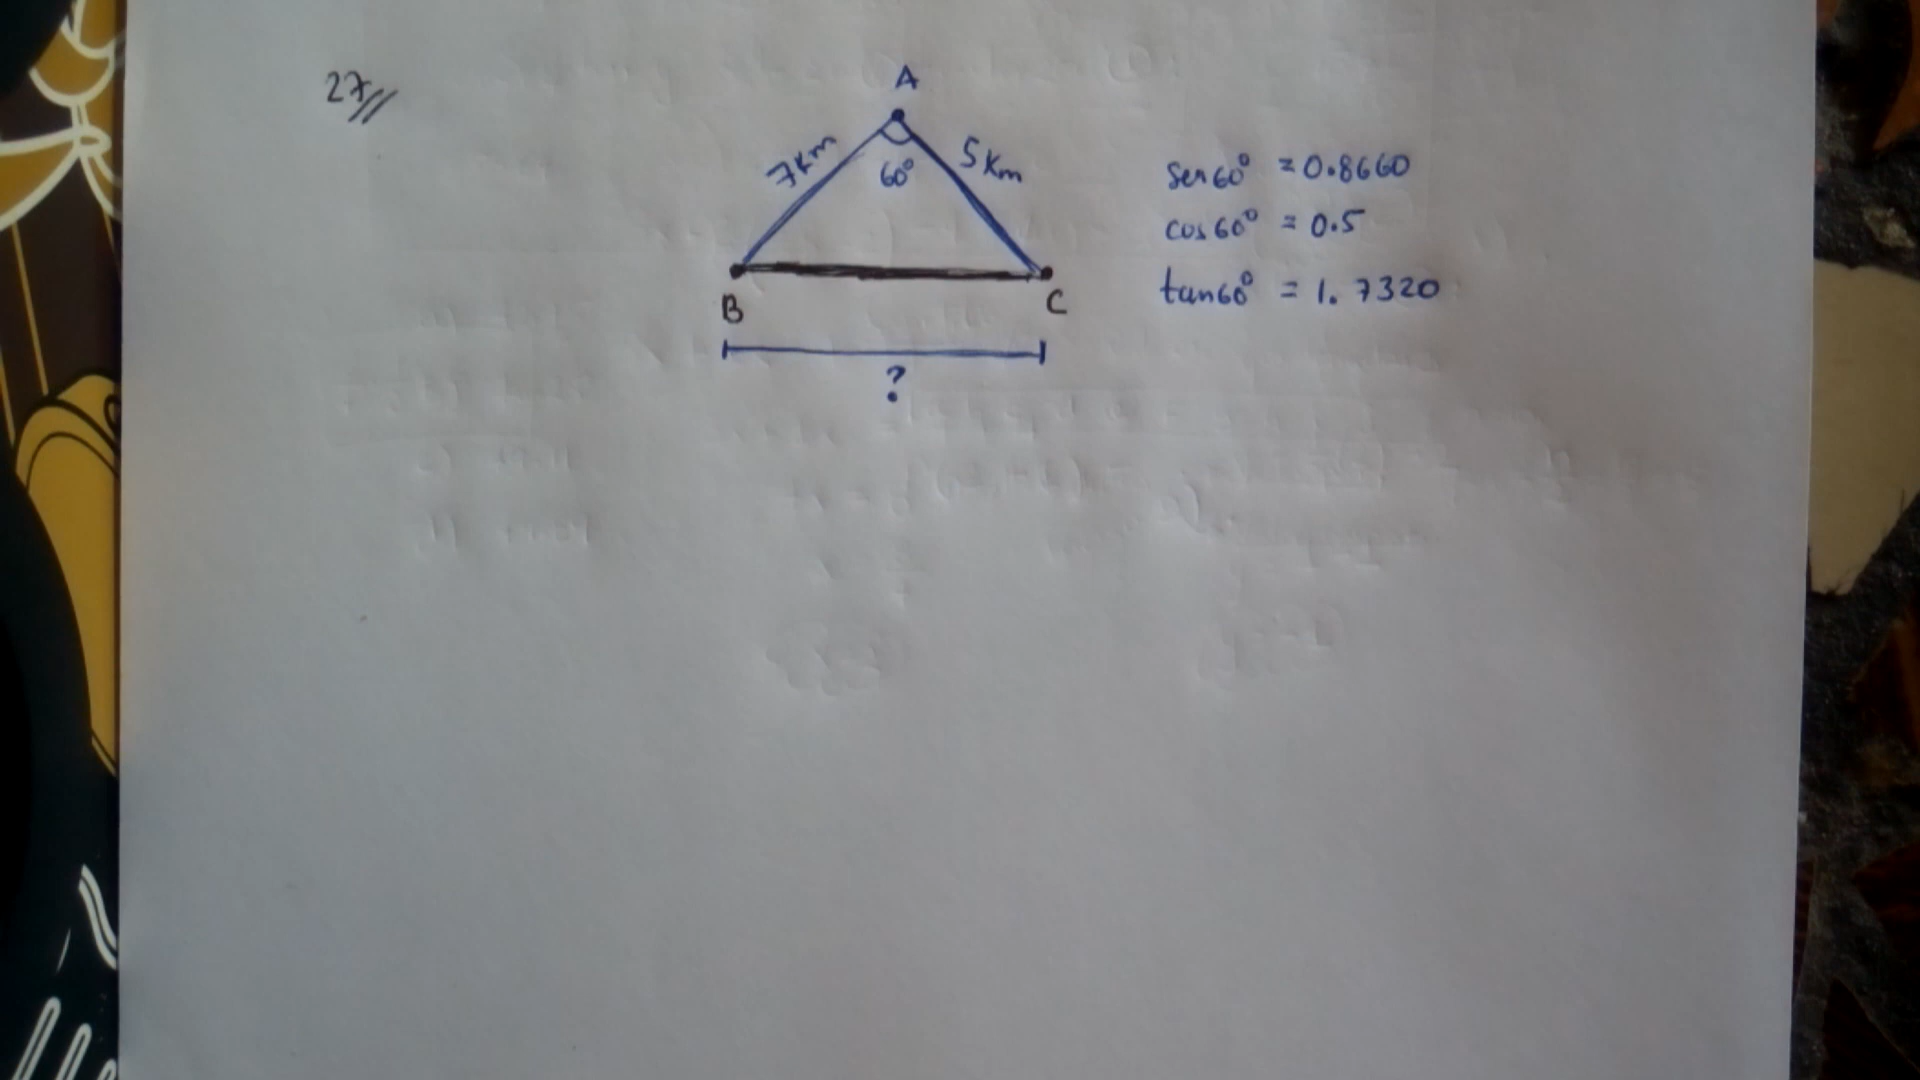 27
A
7Km
5Km
60°
B
C
?
sen60° = 0.8660
cos60° = 0.5
tan60° = 1.7320